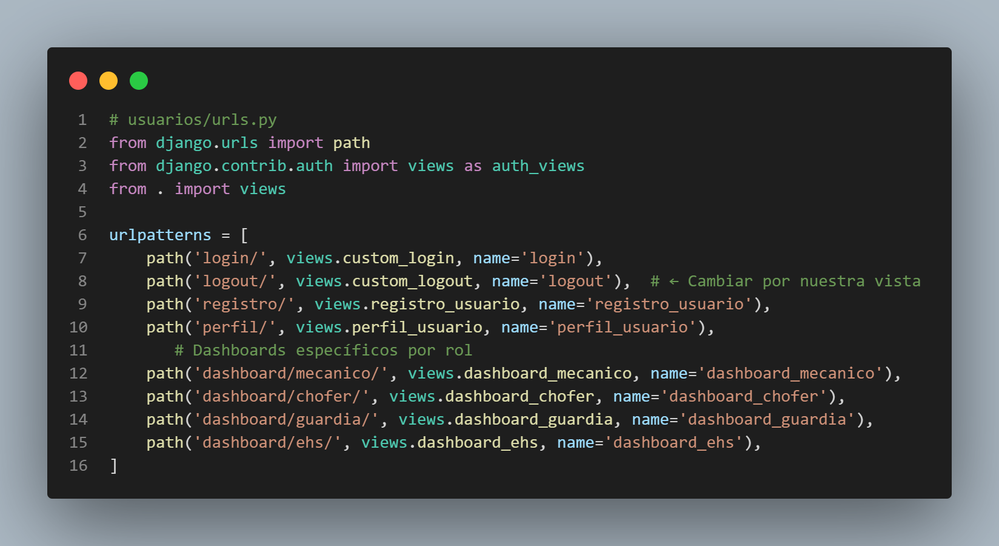 1 # usuarios/urls.py
2 from django.urls import path
3 from django.contrib.auth import views as auth_views
4 from . import views
5
6 urlpatterns = [
7     path('login/', views.custom_login, name='login'),
8     path('logout/', views.custom_logout, name='logout'),  # ← Cambiar por nuestra vista
9     path('registro/', views.registro_usuario, name='registro_usuario'),
10     path('perfil/', views.perfil_usuario, name='perfil_usuario'),
11        # Dashboards específicos por rol
12     path('dashboard/mecanico/', views.dashboard_mecanico, name='dashboard_mecanico'),
13     path('dashboard/chofer/', views.dashboard_chofer, name='dashboard_chofer'),
14     path('dashboard/guardia/', views.dashboard_guardia, name='dashboard_guardia'),
15     path('dashboard/ehs/', views.dashboard_ehs, name='dashboard_ehs'),
16 ]